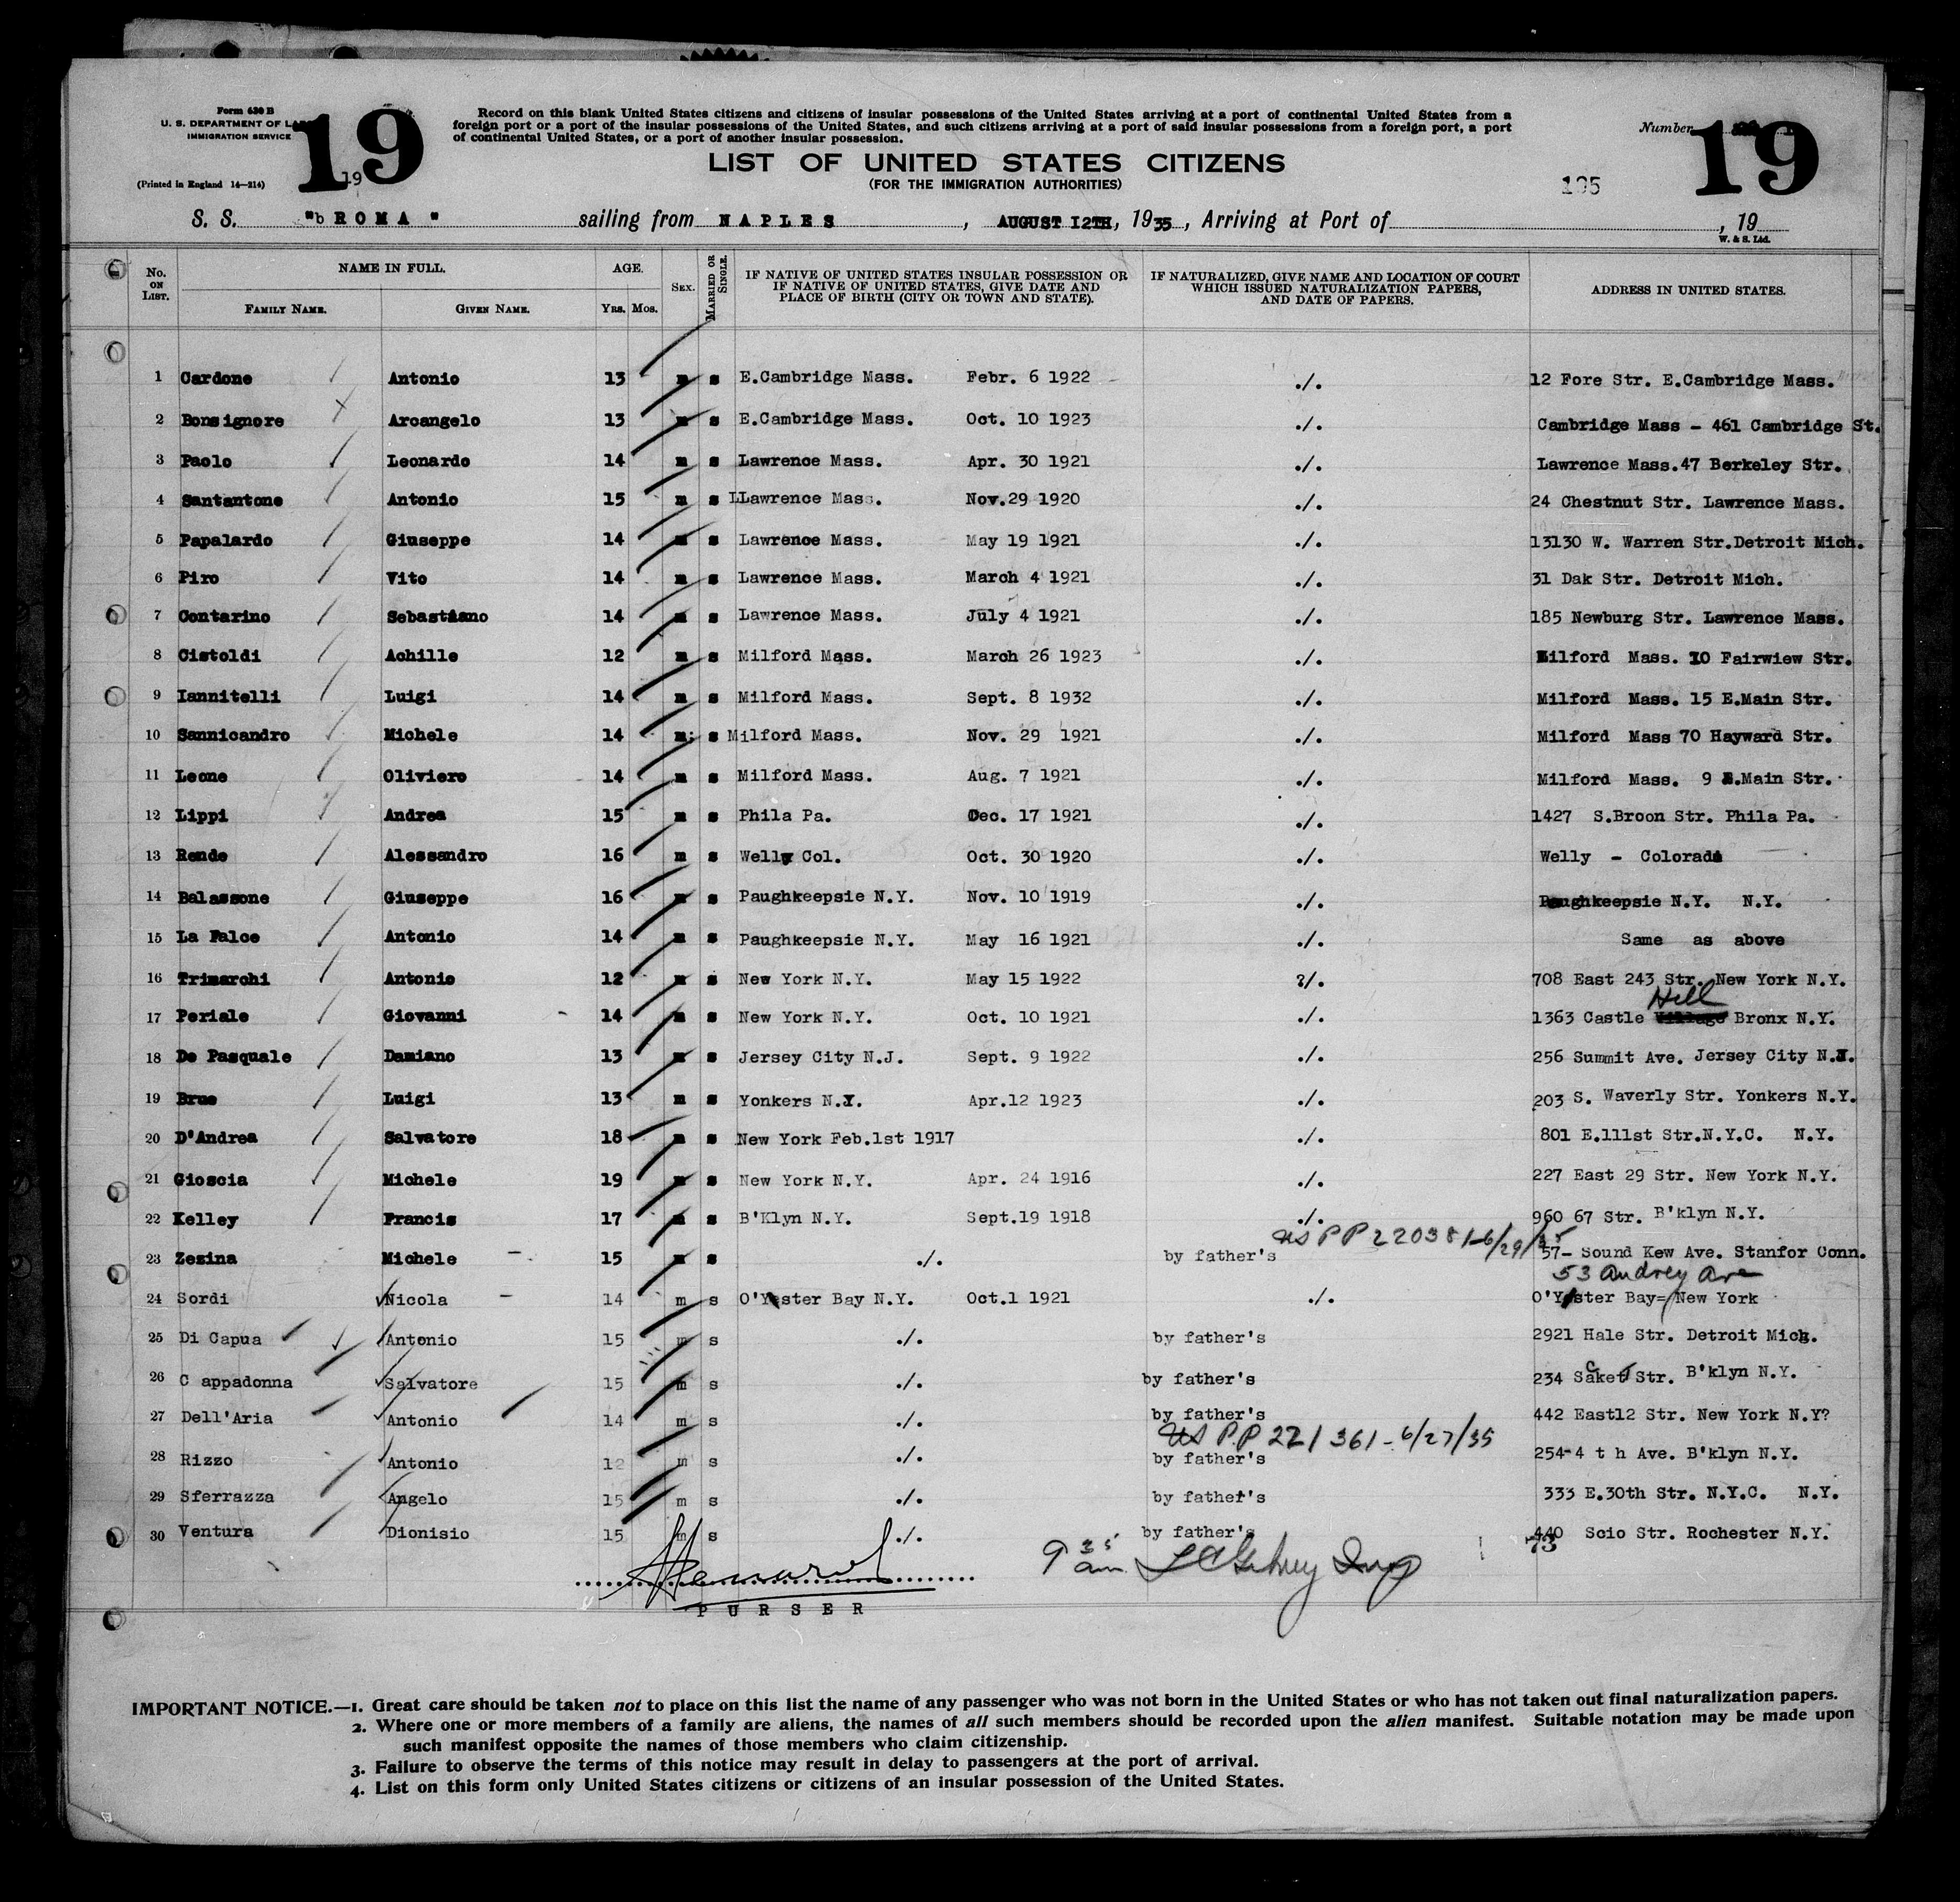 Form 630 B
U. S. DEPARTMENT OF
IMMIGRATION SERVICE
(Printed in England 14—214)
19
19
Record on this blank United States citizens and citizens of insular possessions of the United States arriving at a port of continental United States from a
foreign port or a port of the insular possessions of the United States, and such citizens arriving at a port of said insular possessions from a foreign port, a port
of continental United States, or a port of another insular possession.
LIST OF UNITED STATES CITIZENS
(FOR THE IMMIGRATION AUTHORITIES)
Number 19
195
S. S. "b ROMA " sailing from NAPLES , AUGUST I2TH, 1935, Arriving at Port of , 19
W. & S. Ltd.
No. ON LIST. NAME IN FULL. FAMILY NAME. GIVEN NAME. AGE. YRS. MOS. SEX. MARRIED OR SINGLE. IF NATIVE OF UNITED STATES INSULAR POSSESSION OR IF NATIVE OF UNITED STATES, GIVE DATE AND PLACE OF BIRTH (CITY OR TOWN AND STATE). IF NATURALIZED, GIVE NAME AND LOCATION OF COURT WHICH ISSUED NATURALIZATION PAPERS, AND DATE OF PAPERS. ADDRESS IN UNITED STATES.
1 Cardone Antonio 13 m s E.Cambridge Mass. Febr. 6 1922 ./. 12 Fore Str. E.Cambridge Mass.
2 Bonsignore Arcangelo 13 m s E.Cambridge Mass. Oct. 10 1923 ./. Cambridge Mass - 461 Cambridge St.
3 Paolo Leonardo 14 m s Lawrence Mass. Apr. 30 1921 ./. Lawrence Mass.47 Berkeley Str.
4 Santantone Antonio 15 m s LLawrence Mass. Nov.29 1920 ./. 24 Chestnut Str. Lawrence Mass.
5 Papalardo Giuseppe 14 m s Lawrence Mass. May 19 1921 ./. 13130 W. Warren Str.Detroit Mich.
6 Piro Vito 14 m s Lawrence Mass. March 4 1921 ./. 31 Dak Str. Detroit Mich.
7 Contarino Sebastiano 14 m s Lawrence Mass. July 4 1921 ./. 185 Newburg Str. Lawrence Mass.
8 Cistoldi Achille 12 m s Milford Mass. March 26 1923 ./. Milford Mass. 10 Fairwiew Str.
9 Iannitelli Luigi 14 m s Milford Mass. Sept. 8 1932 ./. Milford Mass. 15 E.Main Str.
10 Sannicandro Michele 14 m s Milford Mass. Nov. 29 1921 ./. Milford Mass 70 Hayward Str.
11 Leone Oliviero 14 m s Milford Mass. Aug. 7 1921 ./. Milford Mass. 9 E.Main Str.
12 Lippi Andrea 15 m s Phila Pa. Dec. 17 1921 ./. 1427 S.Broon Str. Phila Pa.
13 Rende Alessandro 16 m s Welly Col. Oct. 30 1920 ./. Welly - Colorado
14 Balassone Giuseppe 16 m s Paughkeepsie N.Y. Nov. 10 1919 ./. Paughkeepsie N.Y. N.Y.
15 La Falce Antonio 14 m s Paughkeepsie N.Y. May 16 1921 ./. Same as above
16 Trimarchi Antonio 12 m s New York N.Y. May 15 1922 ?/. 708 East 243 Str. New York N.Y.
Hill
17 Periale Giovanni 14 m s New York N.Y. Oct. 10 1921 ./. 1363 Castle Village Bronx N.Y.
18 De Pasquale Damiano 13 m s Jersey City N.J. Sept. 9 1922 ./. 256 Summit Ave. Jersey City N.J.
19 Brue Luigi 13 m s Yonkers N.Y. Apr.12 1923 ./. 203 S. Waverly Str. Yonkers N.Y.
20 D'Andrea Salvatore 18 m s New York Feb.1st 1917 ./. 801 E.111st Str.N.Y.C. N.Y.
21 Gioscia Michele 19 m s New York N.Y. Apr. 24 1916 ./. 227 East 29 Str. New York N.Y.
22 Kelley Francis 17 m s B'Klyn N.Y. Sept.19 1918 ./. 960 67 Str. B'klyn N.Y.
US PP 220381-6/29/35
23 Zezina Michele 15 m s ./. by father's 57- Sound Kew Ave. Stanfor Conn.
53 Audrey Ave
24 Sordi Nicola 14 m s O'Yester Bay N.Y. Oct.1 1921 ./. O'Yster Bay= New York
25 Di Capua Antonio 15 m s ./. by father's 2921 Hale Str. Detroit Mich.
26 C appadonna Salvatore 15 m s ./. by father's 234 Saket Str. B'klyn N.Y.
27 Dell'Aria Antonio 14 m s ./. by father's 442 East12 Str. New York N.Y?
US P.P 221361-6/27/35
28 Rizzo Antonio 12 m s ./. by father's 254-4 t h Ave. B'klyn N.Y.
29 Sferrazza Angelo 15 m s ./. by father's 333 E.30th Str. N.Y.C. N.Y.
30 Ventura Dionisio 15 m s ./. by father's 440 Scio Str. Rochester N.Y.
73
9 35 am
PURSER
IMPORTANT NOTICE.—1. Great care should be taken not to place on this list the name of any passenger who was not born in the United States or who has not taken out final naturalization papers.
2. Where one or more members of a family are aliens, the names of all such members should be recorded upon the alien manifest. Suitable notation may be made upon
such manifest opposite the names of those members who claim citizenship.
3. Failure to observe the terms of this notice may result in delay to passengers at the port of arrival.
4. List on this form only United States citizens or citizens of an insular possession of the United States.